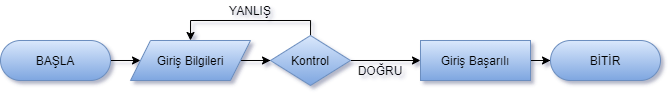 YANLIŞ
BAŞLA
Giriş Bilgileri
Kontrol
DOĞRU
Giriş Başarılı
BİTİR